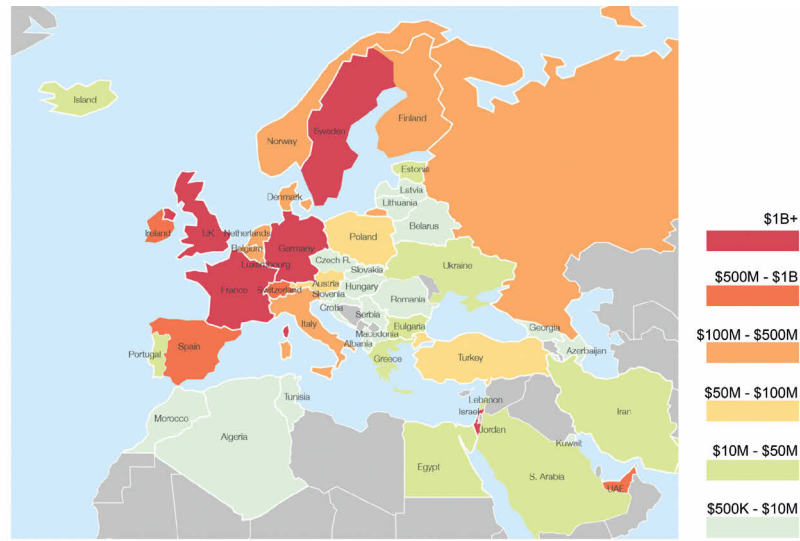 Island
Norway
Sweden
Finland
Estonia
Latvia
Lithuania
Denmark
Belarus
Ireland
UK
Netherlands
Belgium
Germany
Poland
Luxembourg
Czech R.
Slovakia
Ukraine
France
Switzerland
Austria
Slovenia
Hungary
Romania
Crotia
Serbia
Italy
Macedonia
Bulgaria
Albania
Georgia
Azerbaijan
Portugal
Spain
Greece
Turkey
Morocco
Algeria
Tunisia
Lebanon
Israel
Jorden
Kuwait
Iran
Egypt
S. Arabia
UAE
$1B+
$500M - $1B
$100M - $500M
$50M - $100M
$10M - $50M
$500K - $10M